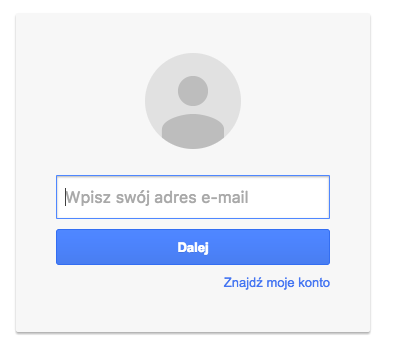 Wpisz swój adres e-mail
Dalej
Znajdź moje konto